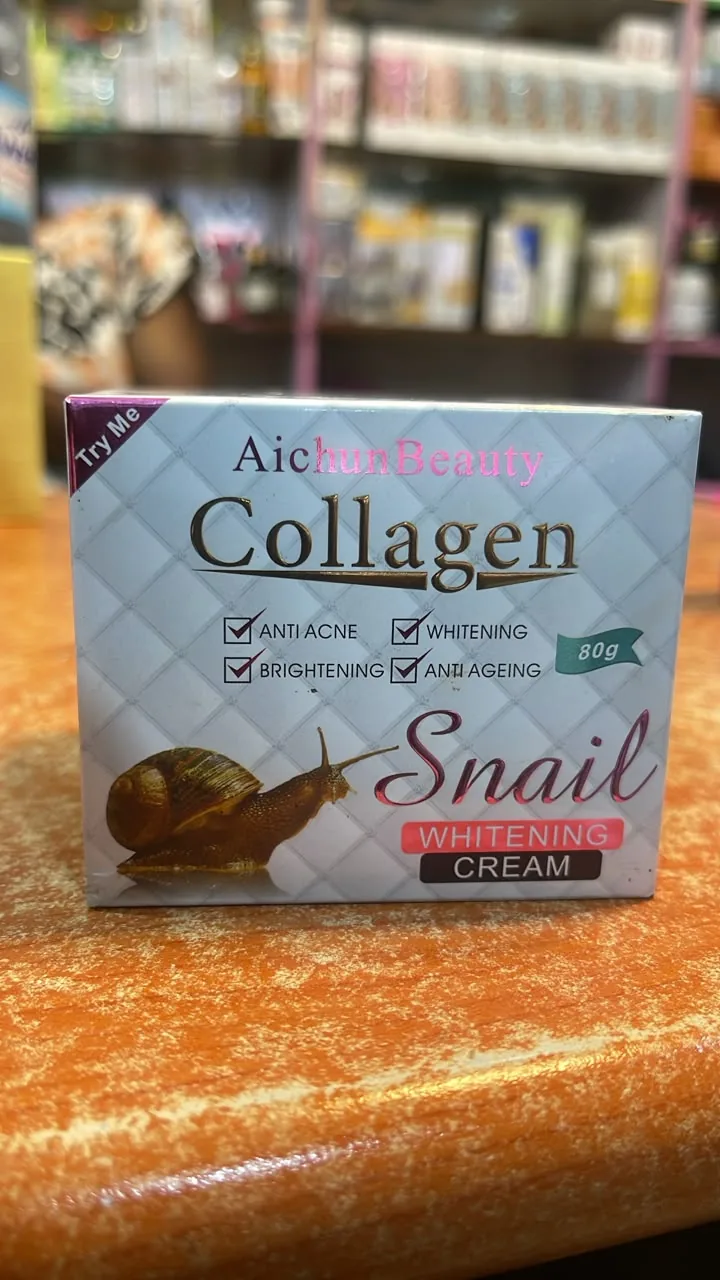 Try Me
AichunBeauty
Collagen
ANTI ACNE WHITENING
BRIGHTENING ANTI AGEING
80g
Snail
WHITENING
CREAM